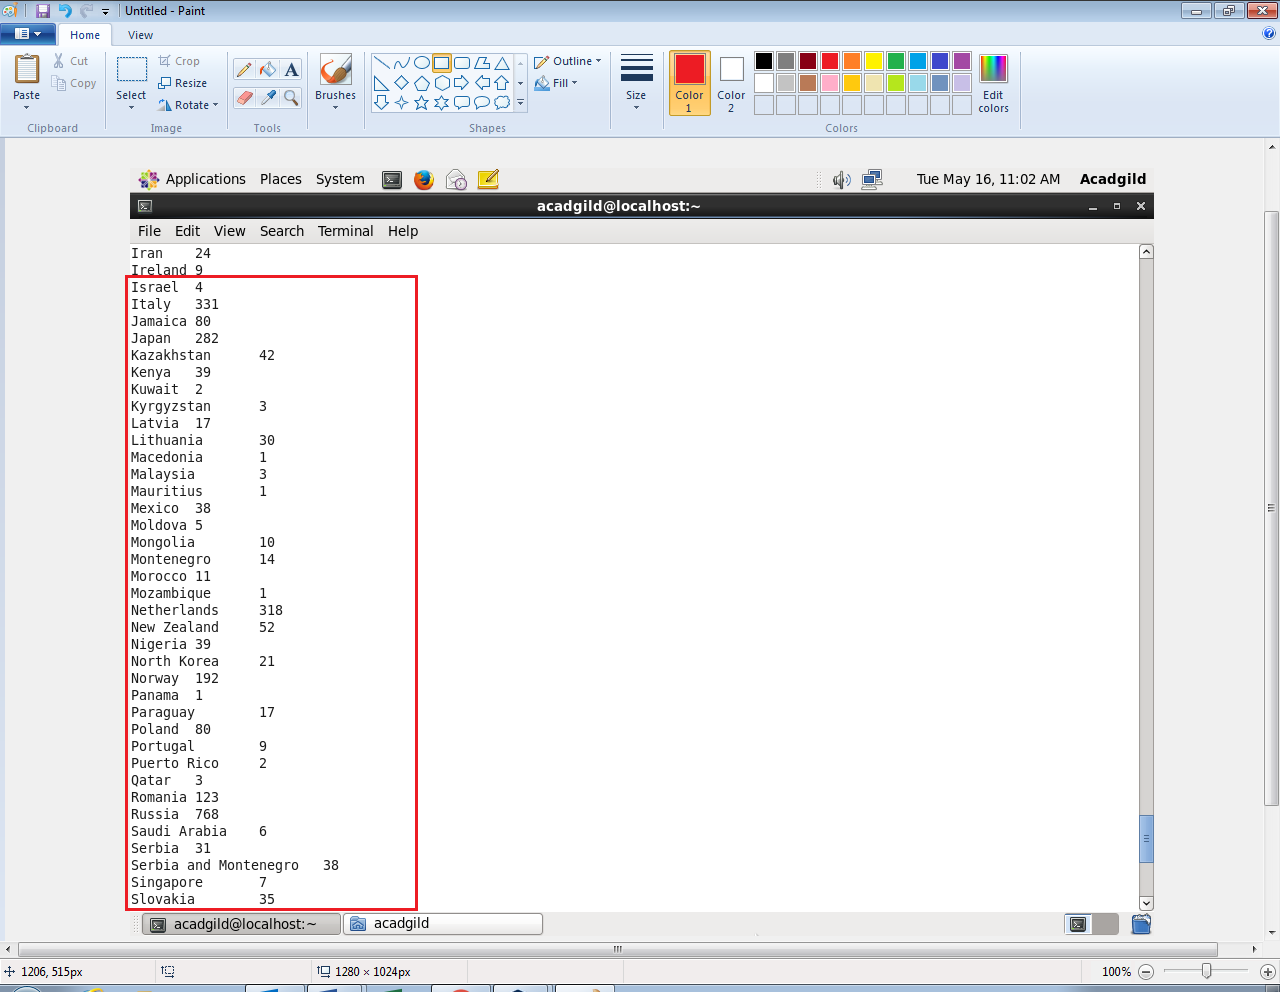 Untitled - Paint
Home View
Paste
Cut
Copy
Clipboard
Select
Crop
Resize
Rotate
Image
A
Tools
Brushes
Outline
Fill
Shapes
Size
Color 1
Color 2
Edit colors
Colors
Applications Places System Tue May 16, 11:02 AM Acadgild
acadgild@localhost:~
File Edit View Search Terminal Help
Iran 24
Ireland 9
Israel 4
Italy 331
Jamaica 80
Japan 282
Kazakhstan 42
Kenya 39
Kuwait 2
Kyrgyzstan 3
Latvia 17
Lithuania 30
Macedonia 1
Malaysia 3
Mauritius 1
Mexico 38
Moldova 5
Mongolia 10
Montenegro 14
Morocco 11
Mozambique 1
Netherlands 318
New Zealand 52
Nigeria 39
North Korea 21
Norway 192
Panama 1
Paraguay 17
Poland 80
Portugal 9
Puerto Rico 2
Qatar 3
Romania 123
Russia 768
Saudi Arabia 6
Serbia 31
Serbia and Montenegro 38
Singapore 7
Slovakia 35
acadgild@localhost:~ acadgild
1206, 515px 1280 × 1024px 100%